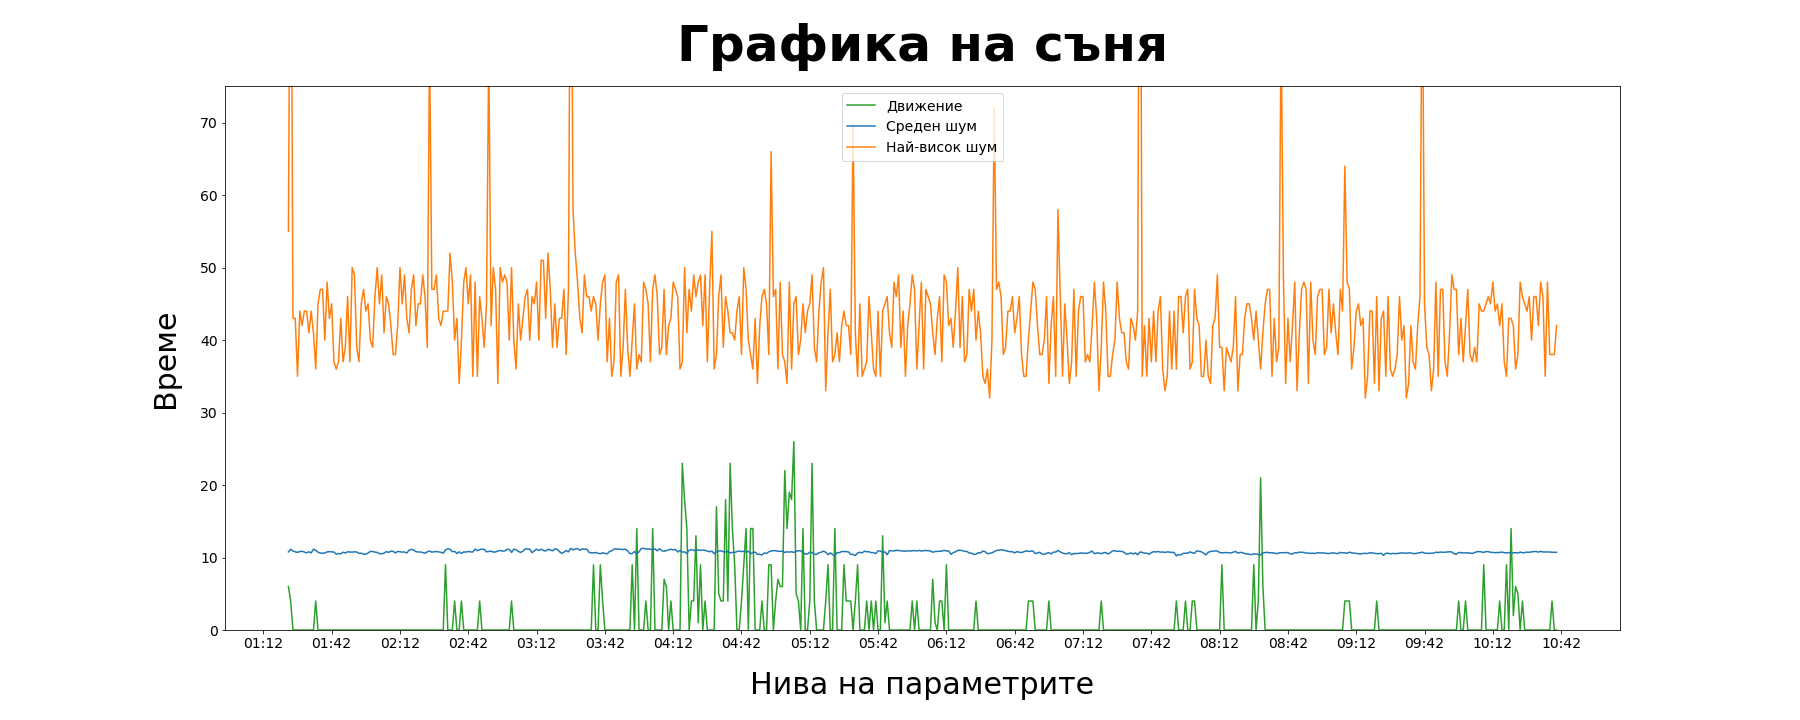 Графика на съня
Движение
Среден шум
Най-висок шум
70
60
50
40
30
20
10
0
Време
01:12 01:42 02:12 02:42 03:12 03:42 04:12 04:42 05:12 05:42 06:12 06:42 07:12 07:42 08:12 08:42 09:12 09:42 10:12 10:42
Нива на параметрите